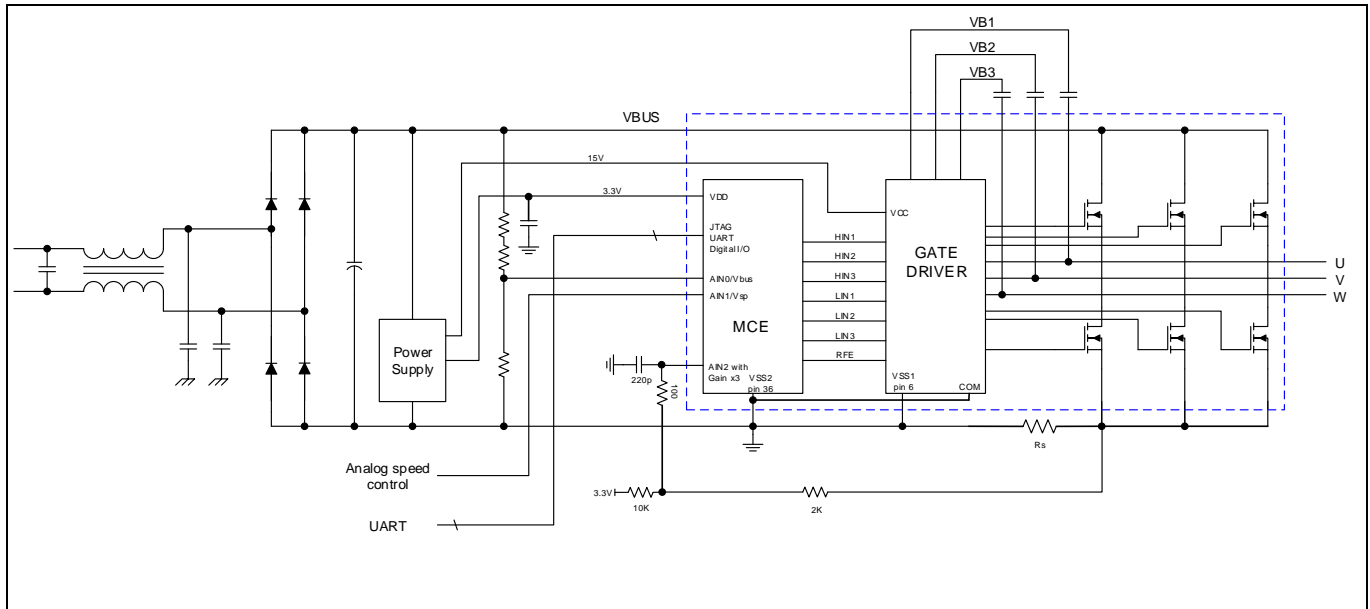 VB1
VB2
VB3
VBUS
15V
3.3V
VDD
VCC
JTAG
UART
Digital I/O
HIN1
HIN2
HIN3
LIN1
LIN2
LIN3
RFE
GATE
DRIVER
AIN0/Vbus
AIN1/Vsp
MCE
U
V
W
Power
Supply
AIN2 with
Gain x3
VSS2
pin 36
VSS1
pin 6
COM
220p
100
Rs
Analog speed
control
3.3V
10K
2K
UART